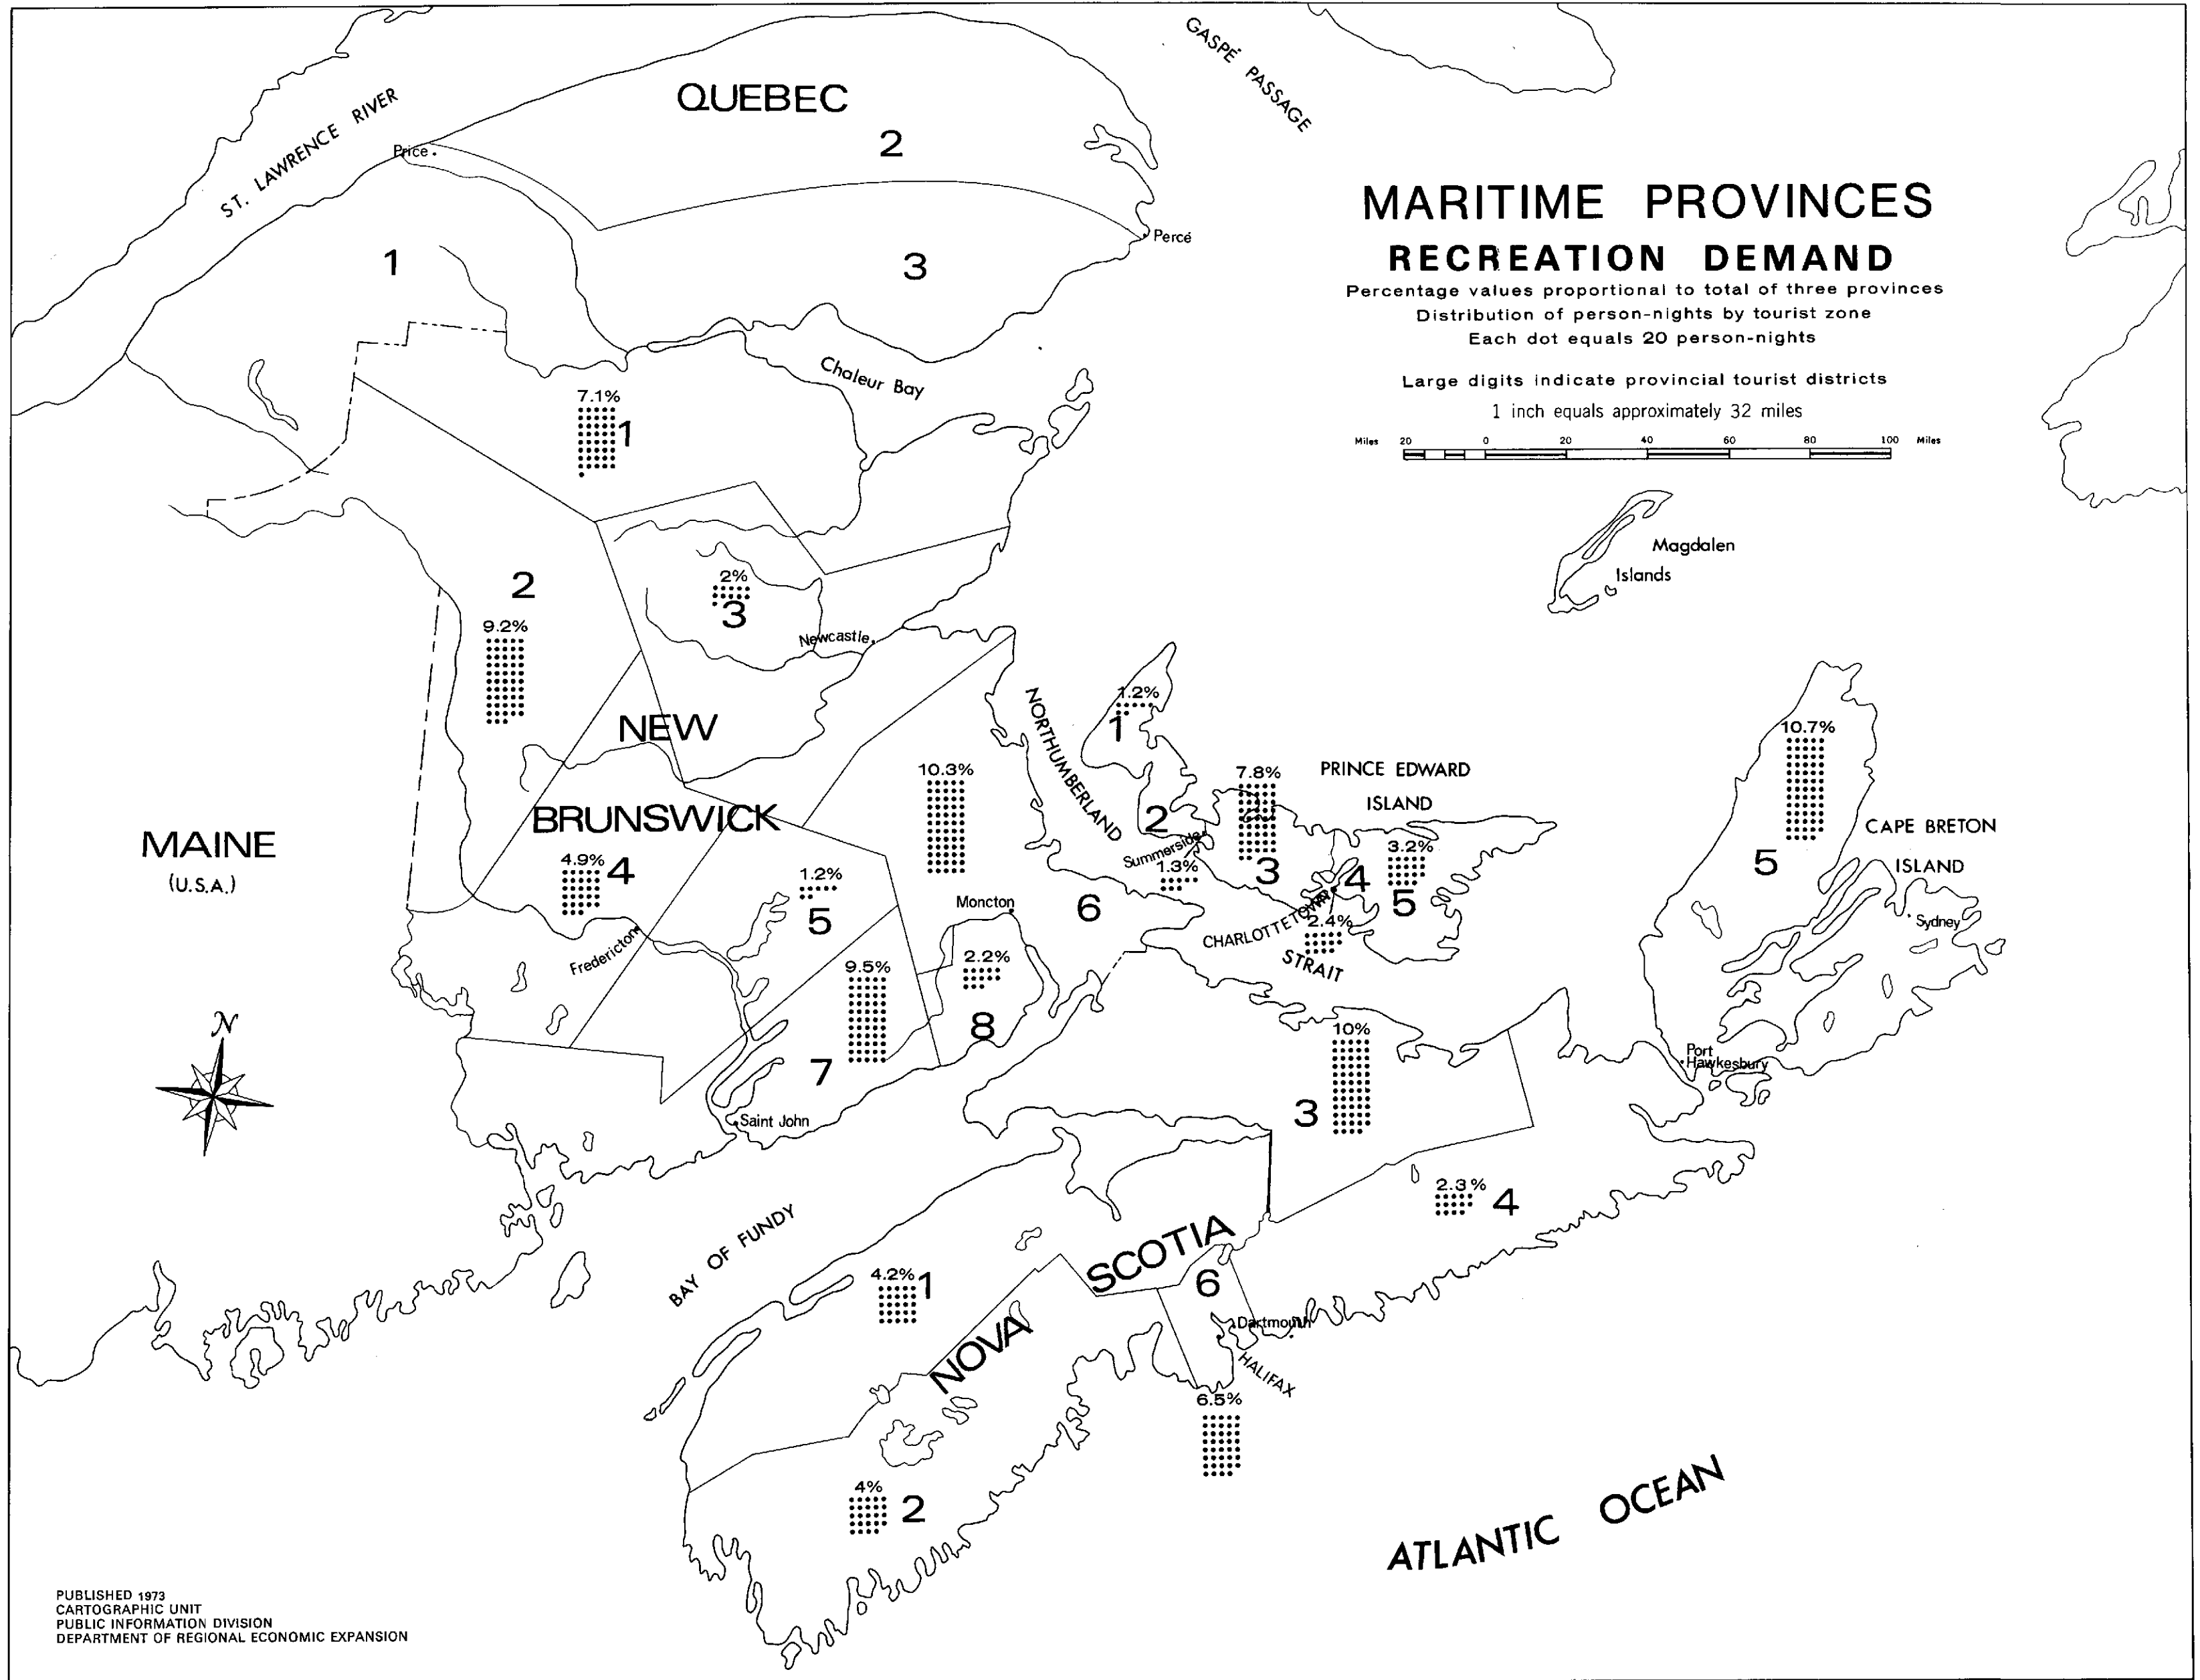 GASPÉ PASSAGE
QUEBEC
2
ST. LAWRENCE RIVER
Price
MARITIME PROVINCES
RECREATION DEMAND
Percentage values proportional to total of three provinces
Distribution of person-nights by tourist zone
Each dot equals 20 person-nights
Large digits indicate provincial tourist districts
1 inch equals approximately 32 miles
Miles 20 0 20 40 60 80 100 Miles
Percé
1
3
Chaleur Bay
7.1%
1
Magdalen
Islands
2
9.2%
2%
3
Newcastle
NEW
BRUNSWICK
NORTHUMBERLAND
STRAIT
1.2%
1
10.7%
10.3%
7.8%
PRINCE EDWARD
ISLAND
MAINE
(U.S.A.)
2
Summerside
1.3%
3
4
3.2%
5
CAPE BRETON
ISLAND
5
4.9%
4
1.2%
5
Moncton
6
CHARLOTTETOWN
2.4%
Sydney
Fredericton
9.5%
2.2%
8
7
N
10%
3
Port
Hawkesbury
Saint John
2.3%
4
BAY OF FUNDY
NOVA
SCOTIA
4.2%
1
6
Dartmouth
HALIFAX
6.5%
4%
2
ATLANTIC OCEAN
PUBLISHED 1973
CARTOGRAPHIC UNIT
PUBLIC INFORMATION DIVISION
DEPARTMENT OF REGIONAL ECONOMIC EXPANSION